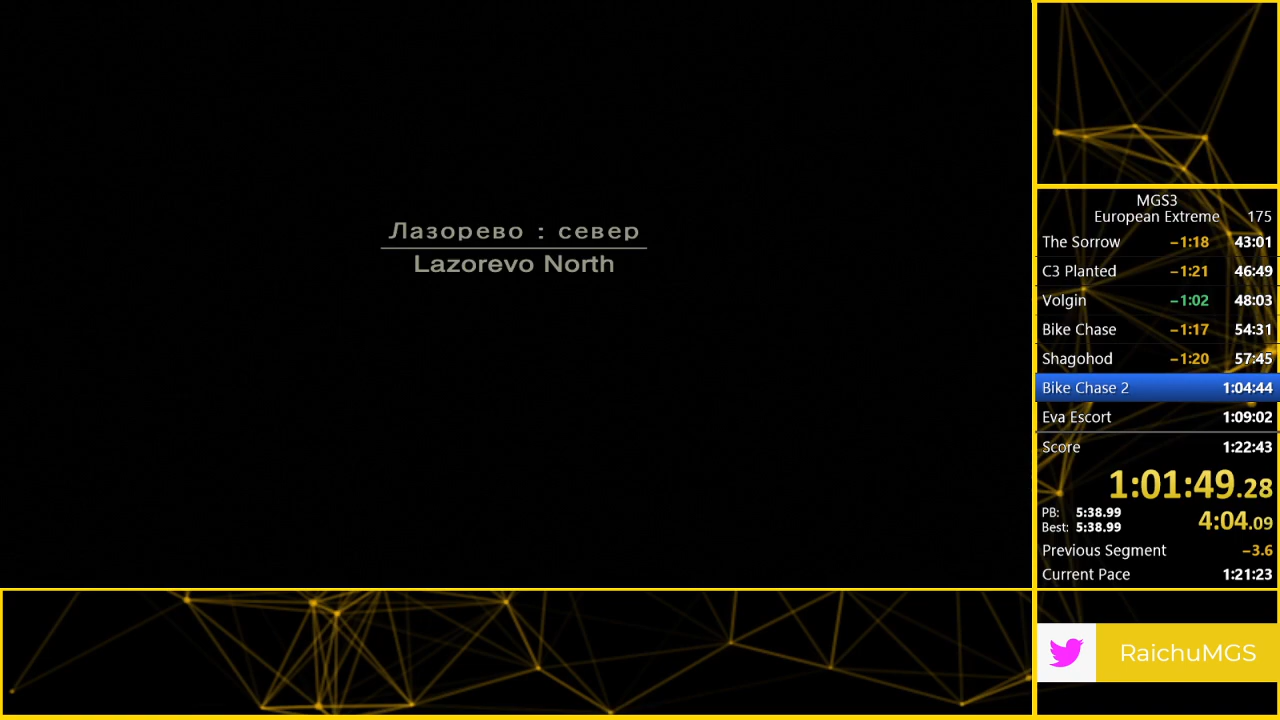 Лазорево : север
Lazorevo North
MGS3
European Extreme 175
The Sorrow −1:18 43:01
C3 Planted −1:21 46:49
Volgin −1:02 48:03
Bike Chase −1:17 54:31
Shagohod −1:20 57:45
Bike Chase 2 1:04:44
Eva Escort 1:09:02
Score 1:22:43
1:01:49.28
PB: 5:38.99
Best: 5:38.99
4:04.09
Previous Segment −3.6
Current Pace 1:21:23
RaichuMGS